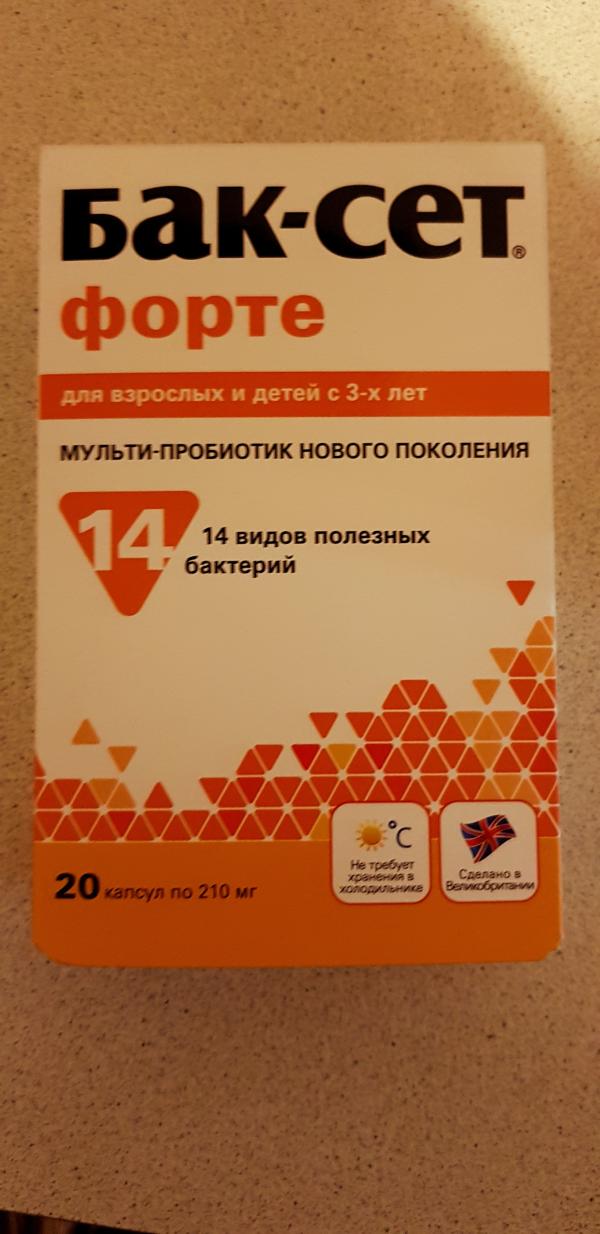 Бак-сет®
форте
для взрослых и детей с 3-х лет
МУЛЬТИ-ПРОБИОТИК НОВОГО ПОКОЛЕНИЯ
14
14 видов полезных
бактерий
°C
Не требует
хранения в
холодильнике
Сделано в
Великобритании
20 капсул по 210 мг